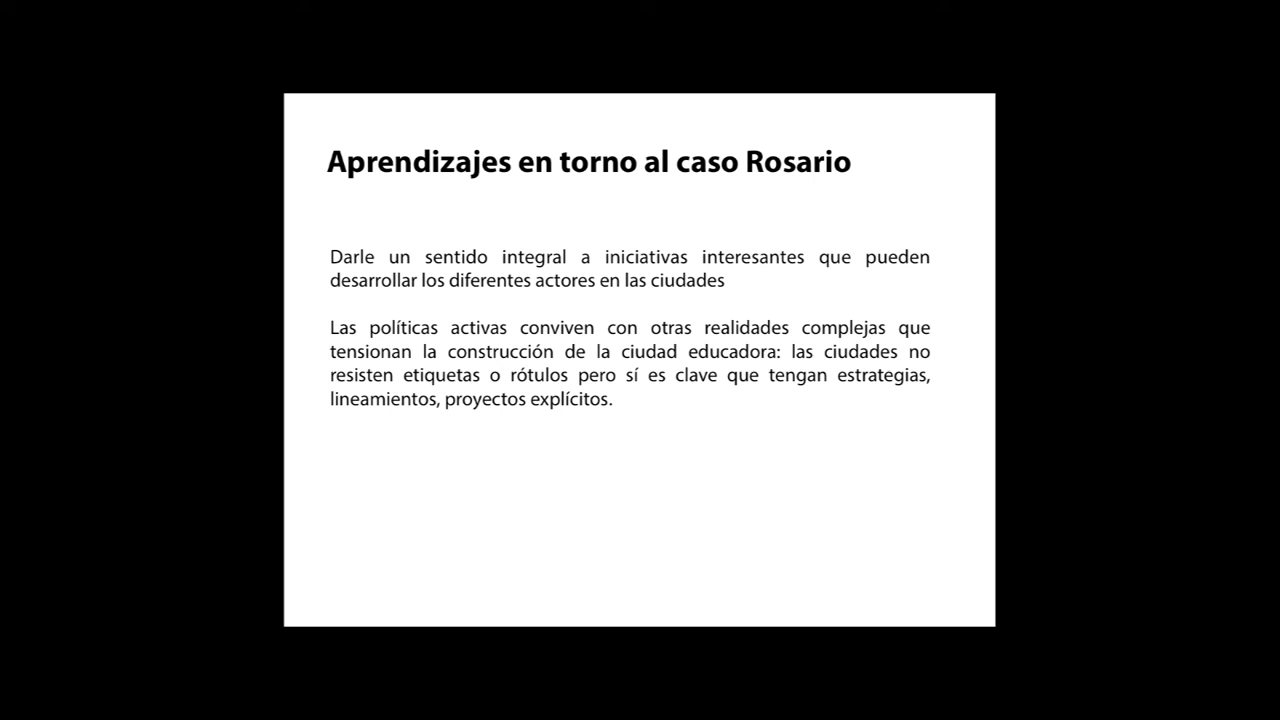 Aprendizajes en torno al caso Rosario
Darle un sentido integral a iniciativas interesantes que pueden
desarrollar los diferentes actores en las ciudades
Las políticas activas conviven con otras realidades complejas que
tensionan la construcción de la ciudad educadora: las ciudades no
resisten etiquetas o rótulos pero sí es clave que tengan estrategias,
lineamientos, proyectos explícitos.